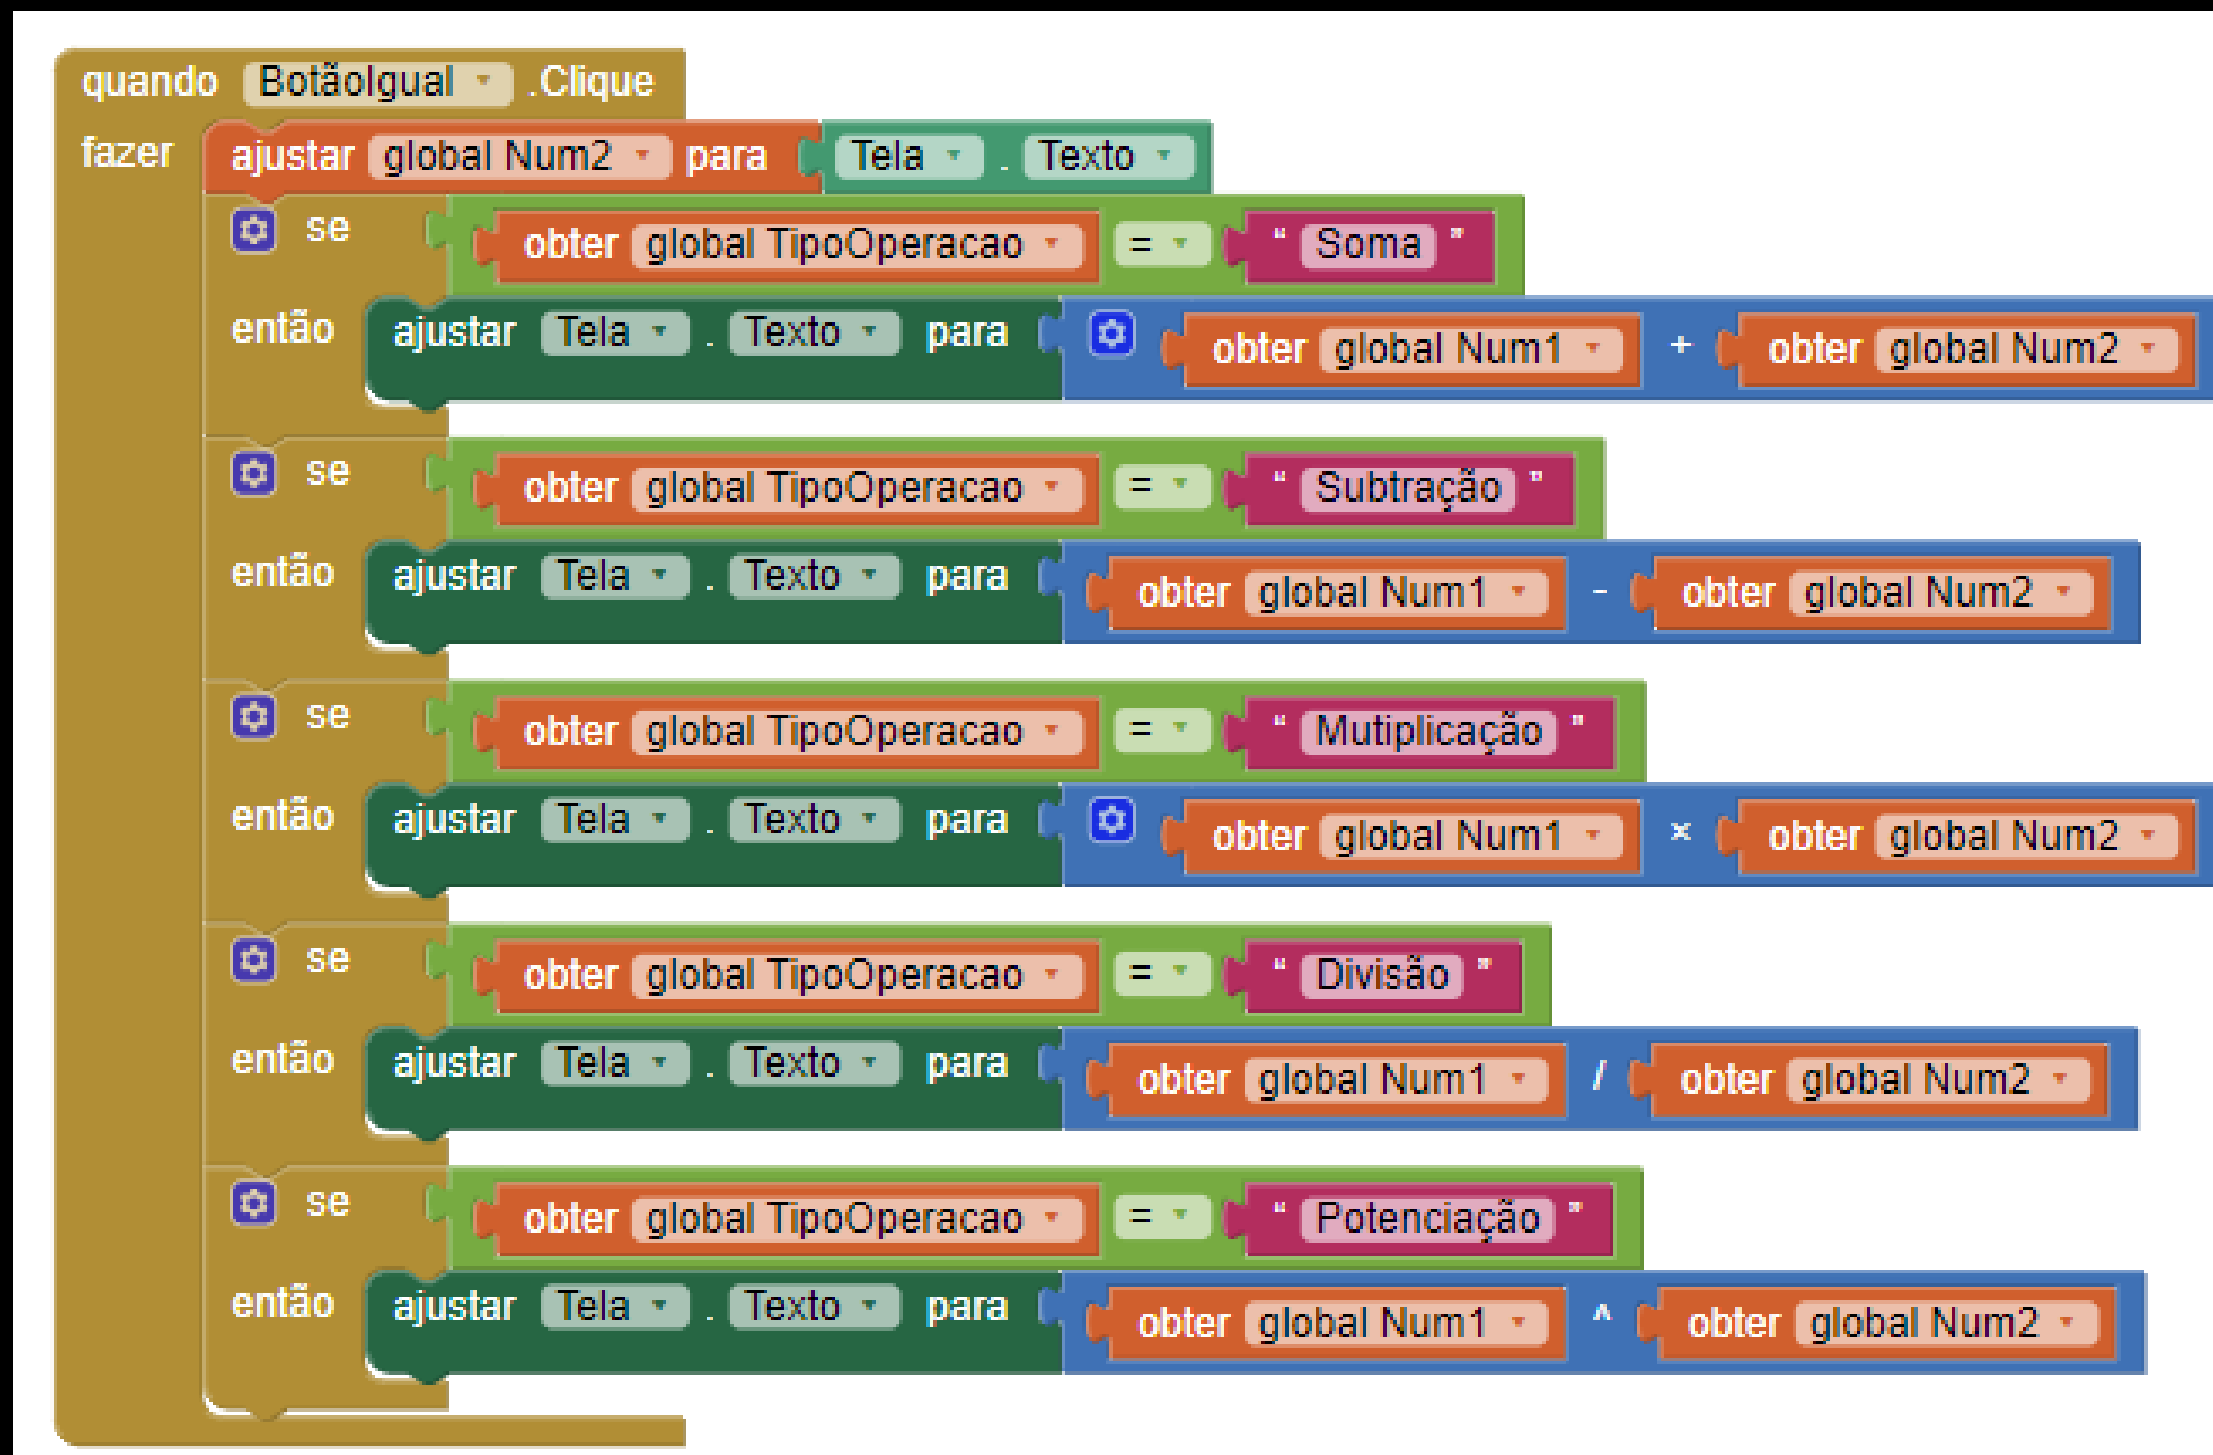 quando BotãoIgual .Clique
fazer ajustar global Num2 para Tela . Texto
se obter global TipoOperacao = " Soma "
então ajustar Tela . Texto para obter global Num1 + obter global Num2
se obter global TipoOperacao = " Subtração "
então ajustar Tela . Texto para obter global Num1 - obter global Num2
se obter global TipoOperacao = " Mutiplicação "
então ajustar Tela . Texto para obter global Num1 × obter global Num2
se obter global TipoOperacao = " Divisão "
então ajustar Tela . Texto para obter global Num1 / obter global Num2
se obter global TipoOperacao = " Potenciação "
então ajustar Tela . Texto para obter global Num1 ^ obter global Num2